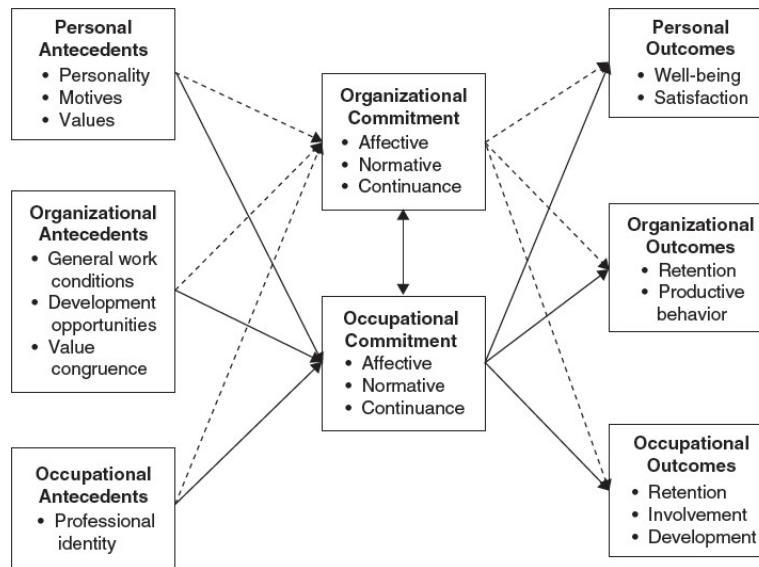 Personal
Antecedents
• Personality
• Motives
• Values
Organizational
Antecedents
• General work
conditions
• Development
opportunities
• Value
congruence
Occupational
Antecedents
• Professional
identity
Organizational
Commitment
• Affective
• Normative
• Continuance
Occupational
Commitment
• Affective
• Normative
• Continuance
Personal
Outcomes
• Well-being
• Satisfaction
Organizational
Outcomes
• Retention
• Productive
behavior
Occupational
Outcomes
• Retention
• Involvement
• Development